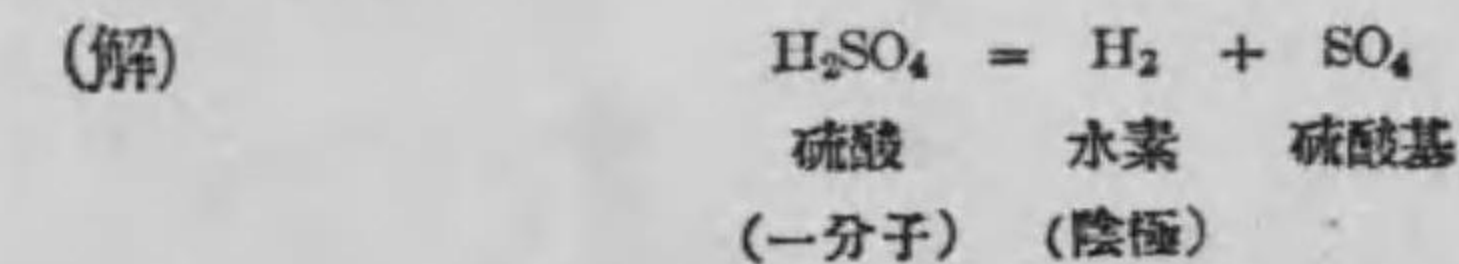 (解) H₂SO₄ = H₂ + SO₄
硫酸 水素 硫酸基
(一分子) (陰極)